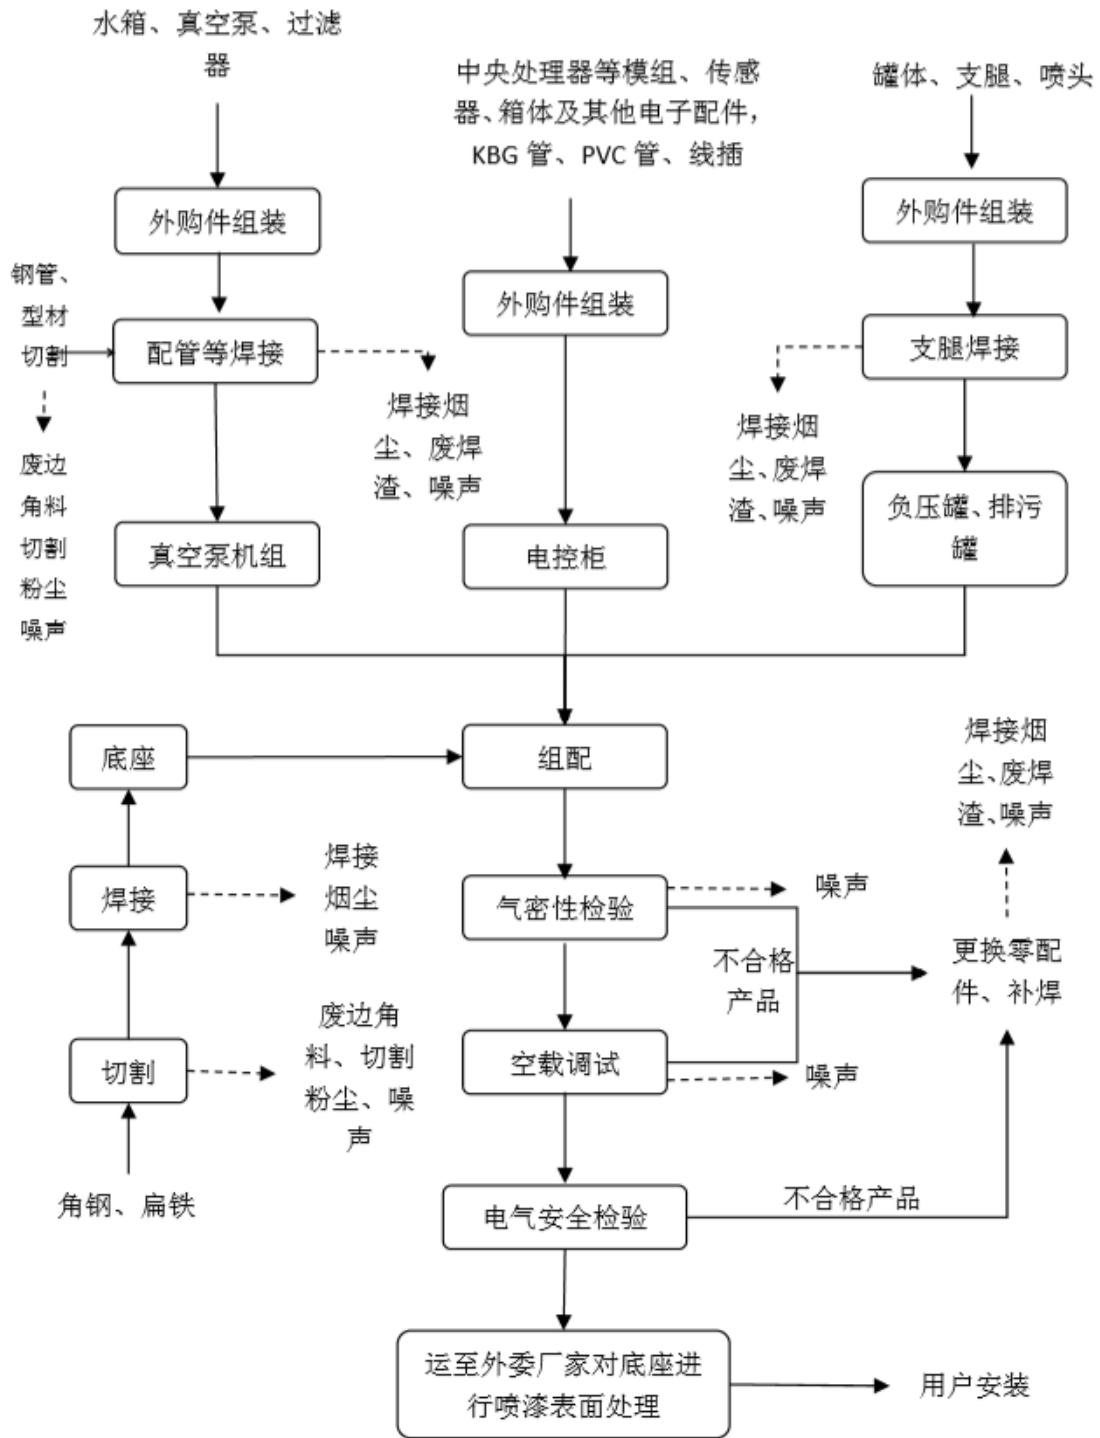 水箱、真空泵、过滤
器
中央处理器等模组、传感
器、箱体及其他电子配件，
KBG 管、PVC 管、线插
罐体、支腿、喷头
外购件组装
外购件组装
外购件组装
钢管、
型材
切割
配管等焊接
支腿焊接
焊接烟
尘、废焊
渣、噪声
焊接烟
尘、废焊
渣、噪声
废边
角料
切割
粉尘
噪声
真空泵机组
电控柜
负压罐、排污
罐
底座
组配
焊接烟
尘、废焊
渣、噪声
焊接
焊接
烟尘
噪声
气密性检验
噪声
不合格
产品
更换零配
件、补焊
切割
废边角
料、切割
粉尘、噪
声
空载调试
噪声
角钢、扁铁
电气安全检验
不合格产品
运至外委厂家对底座进
行喷漆表面处理
用户安装